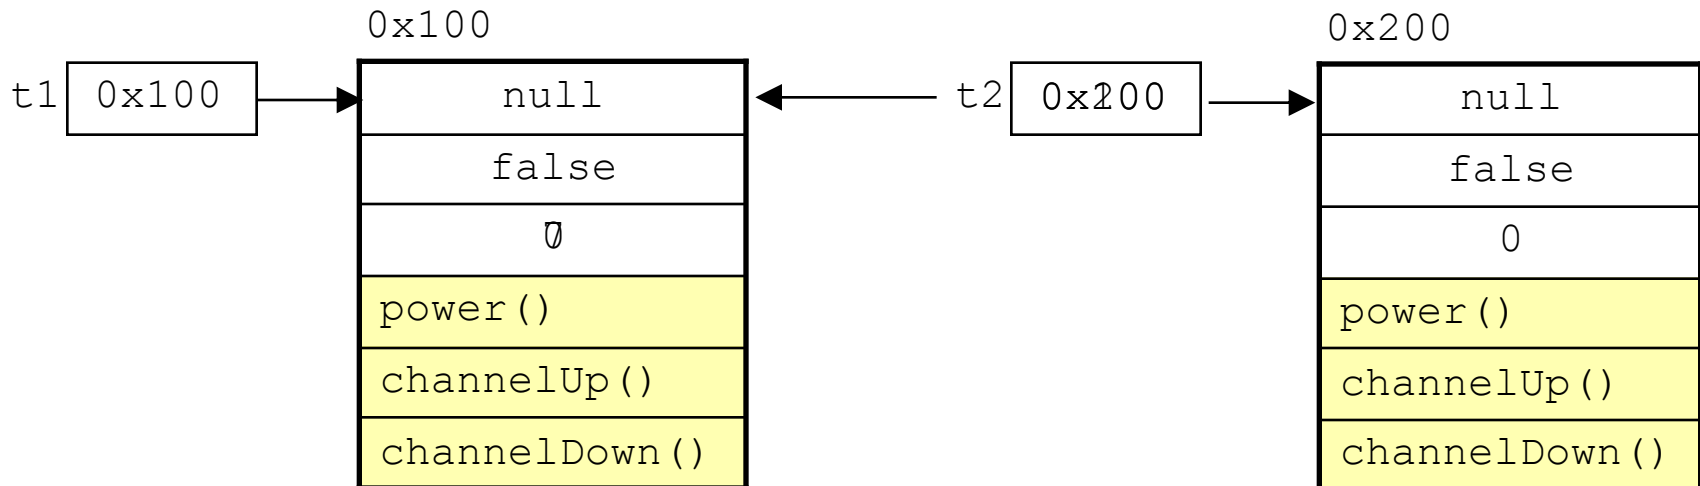 0x100
0x200
t1 0x100 null t2 null
false false
0
power() power()
channelUp() channelUp()
channelDown() channelDown()